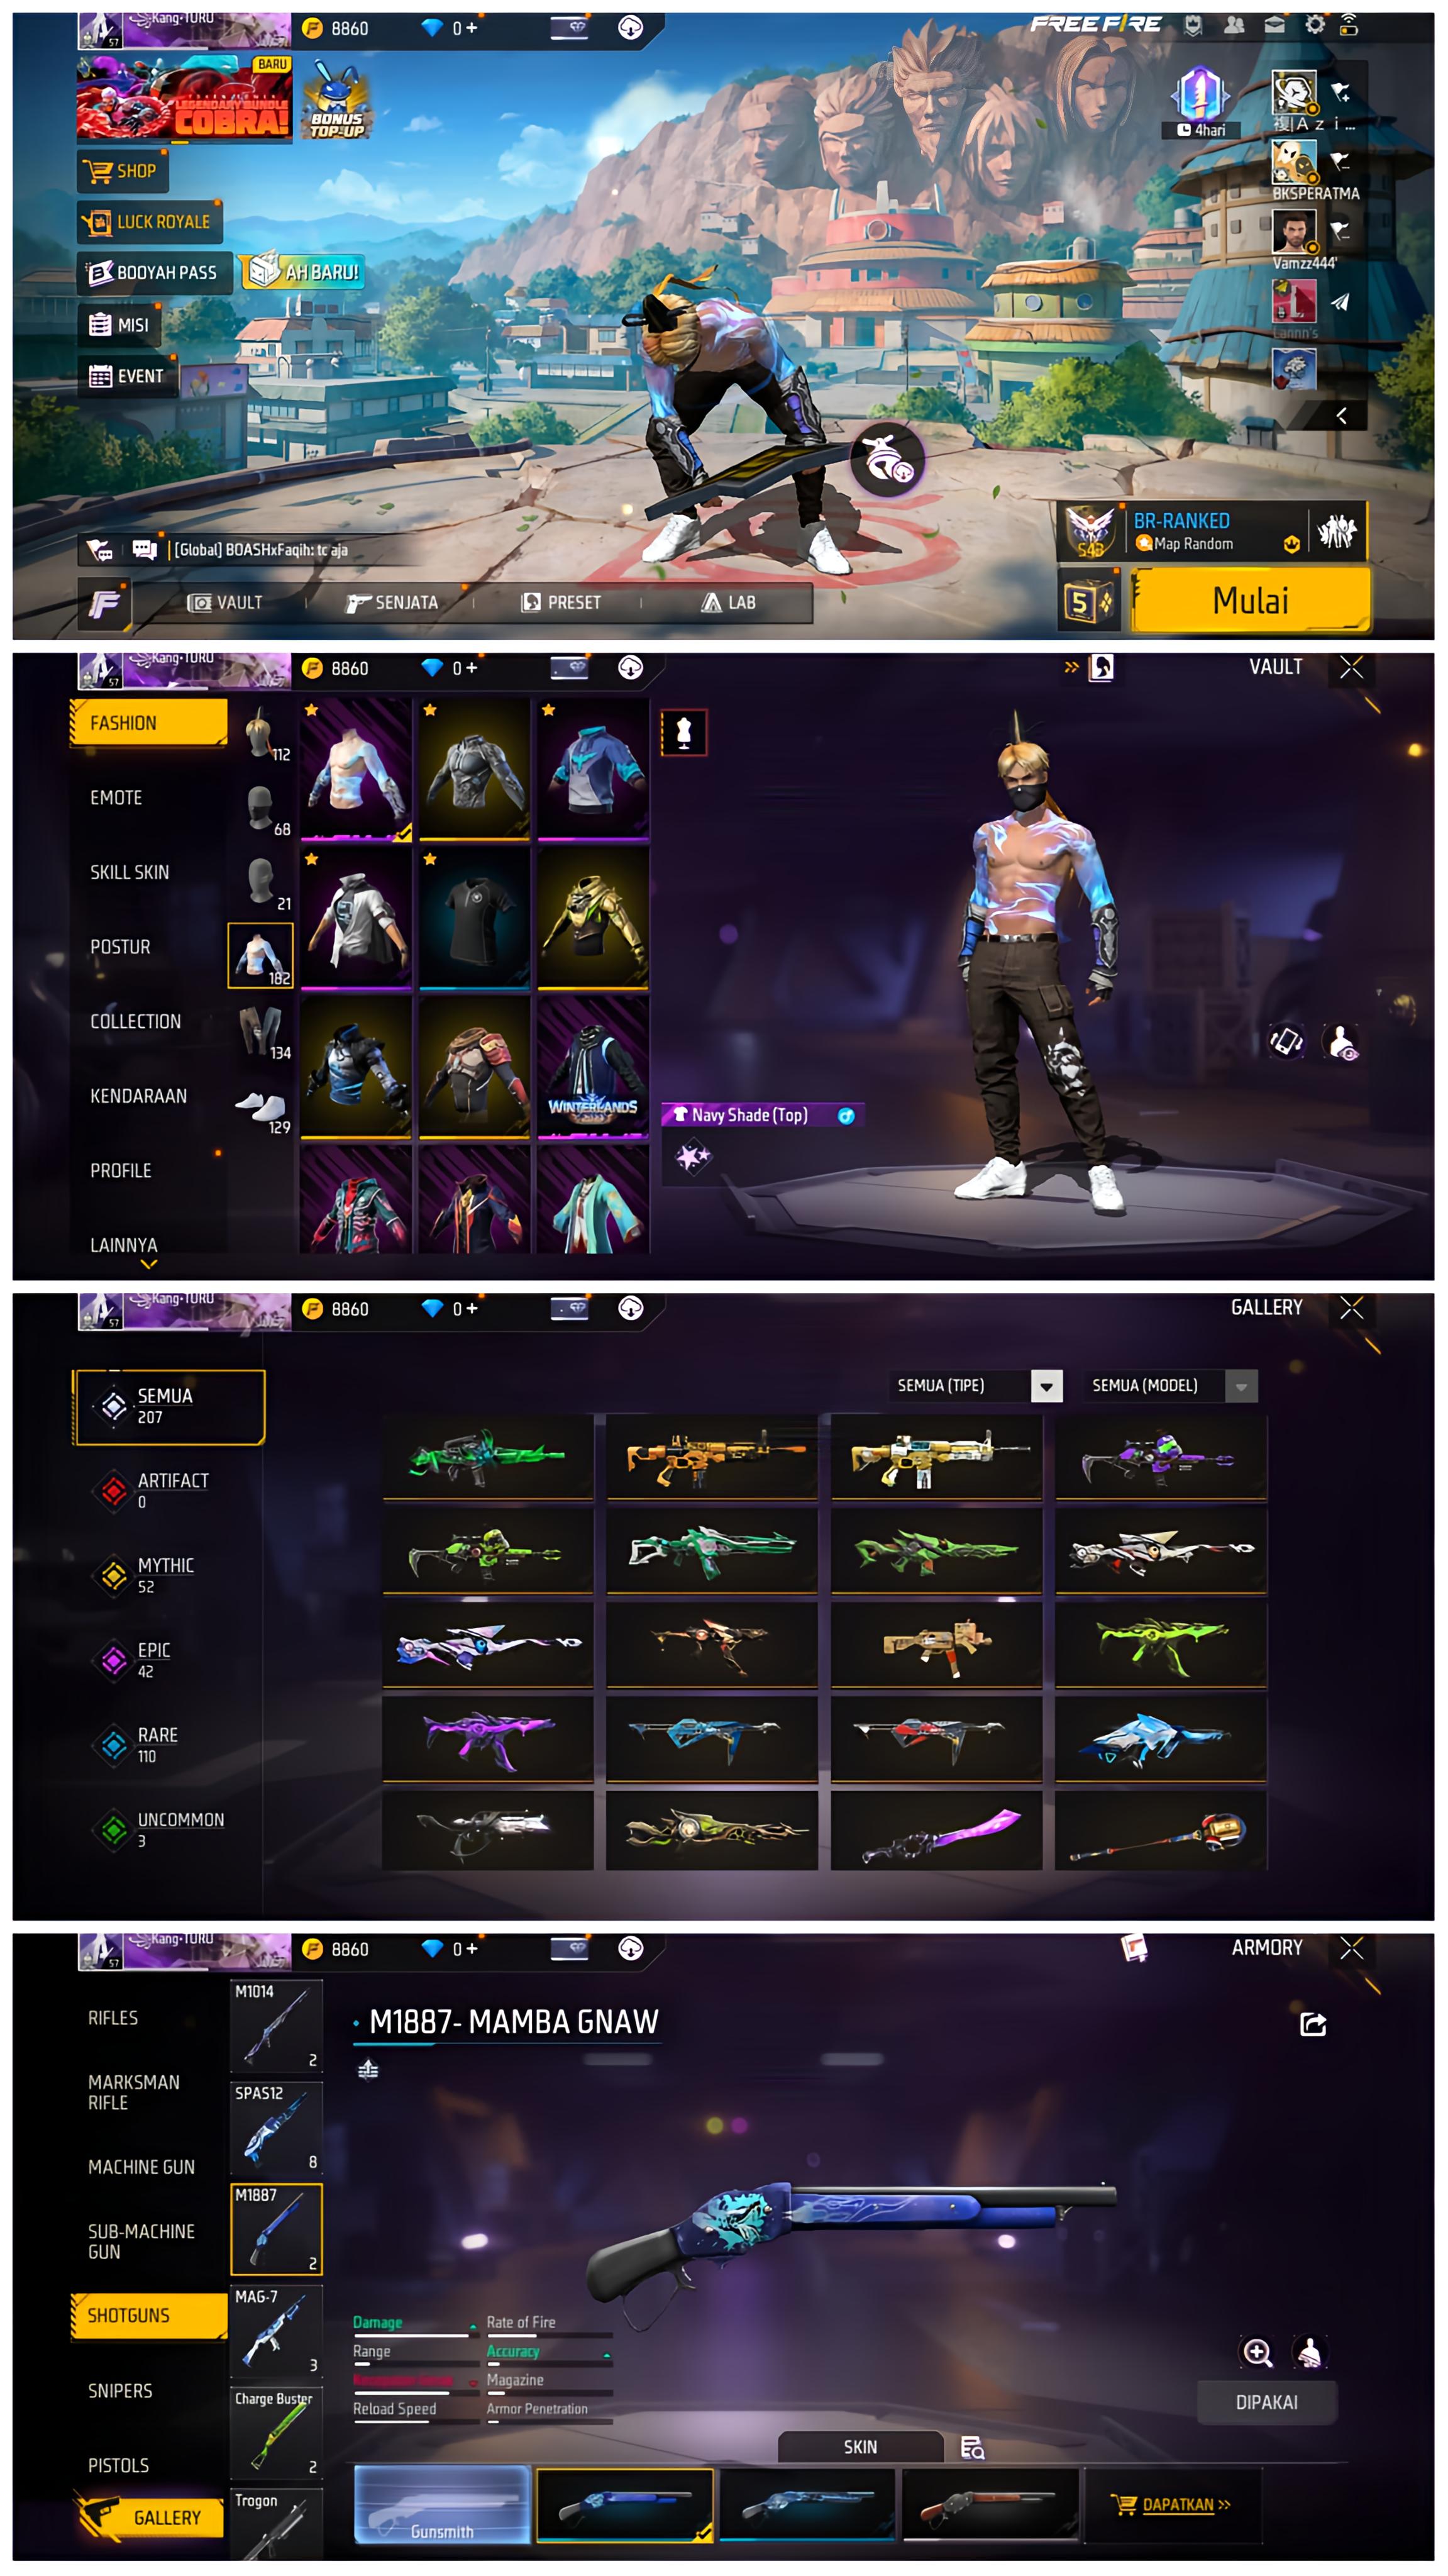 Kang•TURU
57
8860
0 +
FREE FIRE
BARU
LEGENDARY BUNDLE
COBRA!
BONUS
TOP-UP
4hari
複|A z i ...
SHOP
BKSPERATMA
LUCK ROYALE
Vamzz444'
BOOYAH PASS
AH BARU!
MISI
Lannn's
EVENT
BR-RANKED
Map Random
S43
[Global] BOASHxFaqih: tc aja
VAULT
SENJATA
PRESET
LAB
5
Mulai
Kang•TURU
57
8860
0 +
VAULT
FASHION
112
EMOTE
68
SKILL SKIN
21
POSTUR
182
COLLECTION
134
KENDARAAN
129
WINTERLANDS
Navy Shade (Top)
PROFILE
LAINNYA
Kang•TURU
57
8860
0 +
GALLERY
SEMUA
207
SEMUA (TIPE)
SEMUA (MODEL)
ARTIFACT
0
MYTHIC
52
EPIC
42
RARE
110
UNCOMMON
3
Kang•TURU
57
8860
0 +
ARMORY
RIFLES
MARKSMAN
RIFLE
MACHINE GUN
SUB-MACHINE
GUN
SHOTGUNS
SNIPERS
PISTOLS
GALLERY
M1014
2
SPAS12
8
M1887
2
MAG-7
3
Charge Buster
2
Trogon
M1887- MAMBA GNAW
Damage
Rate of Fire
Range
Accuracy
Magazine
Reload Speed
Armor Penetration
DIPAKAI
SKIN
Gunsmith
DAPATKAN >>